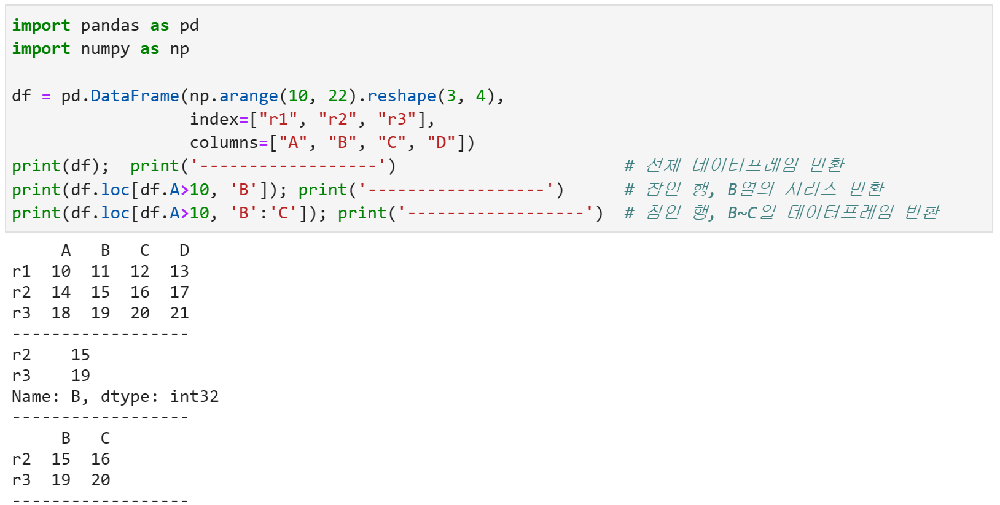 import pandas as pd
import numpy as np

df = pd.DataFrame(np.arange(10, 22).reshape(3, 4),
                  index=["r1", "r2", "r3"],
                  columns=["A", "B", "C", "D"])
print(df);  print('------------------')                       # 전체 데이터프레임 반환
print(df.loc[df.A>10, 'B']); print('------------------')      # 참인 행, B열의 시리즈 반환
print(df.loc[df.A>10, 'B':'C']); print('------------------')  # 참인 행, B~C열 데이터프레임 반환
     A   B   C   D
r1  10  11  12  13
r2  14  15  16  17
r3  18  19  20  21
------------------
r2    15
r3    19
Name: B, dtype: int32
------------------
     B   C
r2  15  16
r3  19  20
------------------